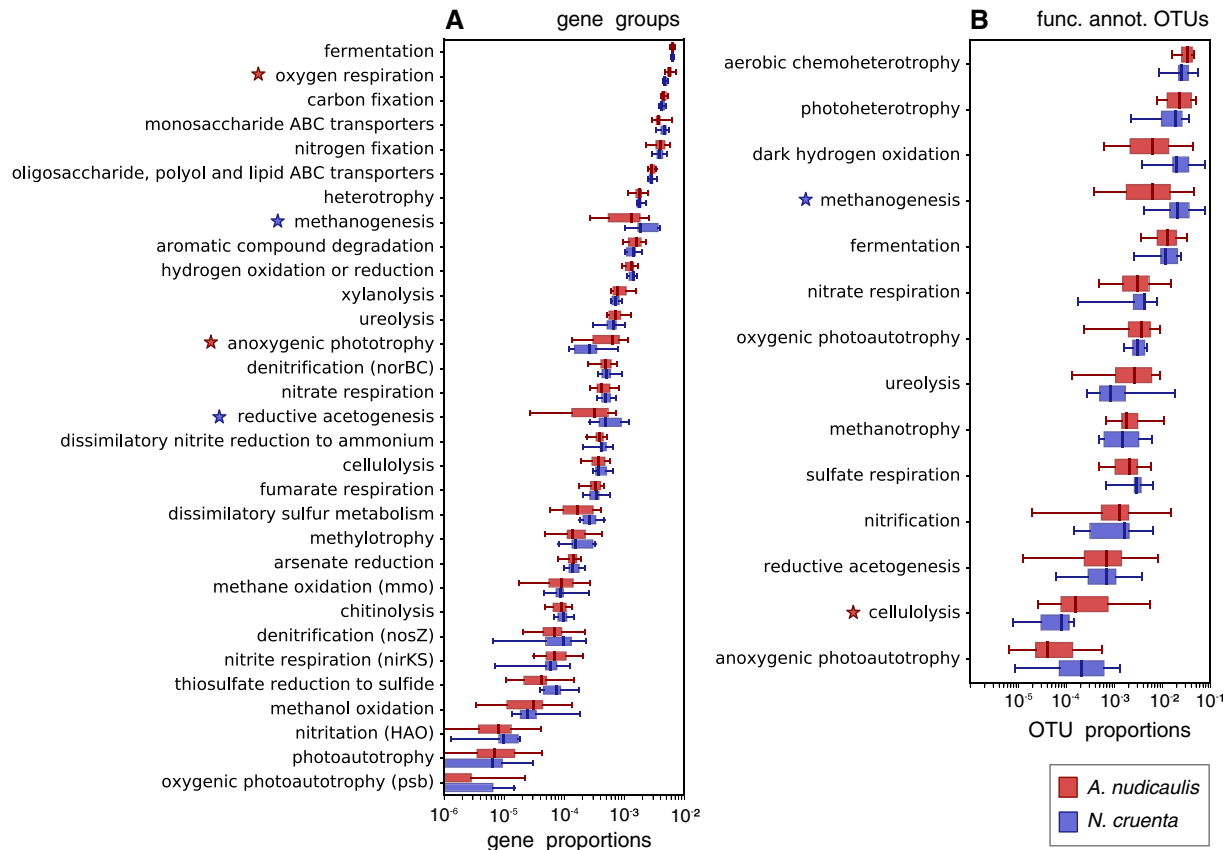 A gene groups
fermentation
oxygen respiration
carbon fixation
monosaccharide ABC transporters
nitrogen fixation
oligosaccharide, polyol and lipid ABC transporters
heterotrophy
methanogenesis
aromatic compound degradation
hydrogen oxidation or reduction
xylanolysis
ureolysis
anoxygenic phototrophy
denitrification (norBC)
nitrate respiration
reductive acetogenesis
dissimilatory nitrite reduction to ammonium
cellulolysis
fumarate respiration
dissimilatory sulfur metabolism
methylotrophy
arsenate reduction
methane oxidation (mmo)
chitinolysis
denitrification (nosZ)
nitrite respiration (nirKS)
thiosulfate reduction to sulfide
methanol oxidation
nitritation (HAO)
photoautotrophy
oxygenic photoautotrophy (psb)
10⁻⁶ 10⁻⁵ 10⁻⁴ 10⁻³ 10⁻²
gene proportions
B func. annot. OTUs
aerobic chemoheterotrophy
photoheterotrophy
dark hydrogen oxidation
methanogenesis
fermentation
nitrate respiration
oxygenic photoautotrophy
ureolysis
methanotrophy
sulfate respiration
nitrification
reductive acetogenesis
cellulolysis
anoxygenic photoautotrophy
10⁻⁵ 10⁻⁴ 10⁻³ 10⁻² 10⁻¹
OTU proportions
A. nudicaulis
N. cruenta